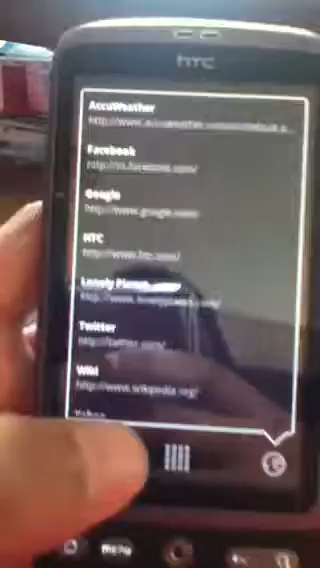 htc
AccuWeather
Facebook
http://m.facebook.com/
Google
http://www.google.com/
HTC
http://www.htc.com/
Lonely Planet
Twitter
http://twitter.com/
Wiki
http://www.wikipedia.org/
Yahoo
menu